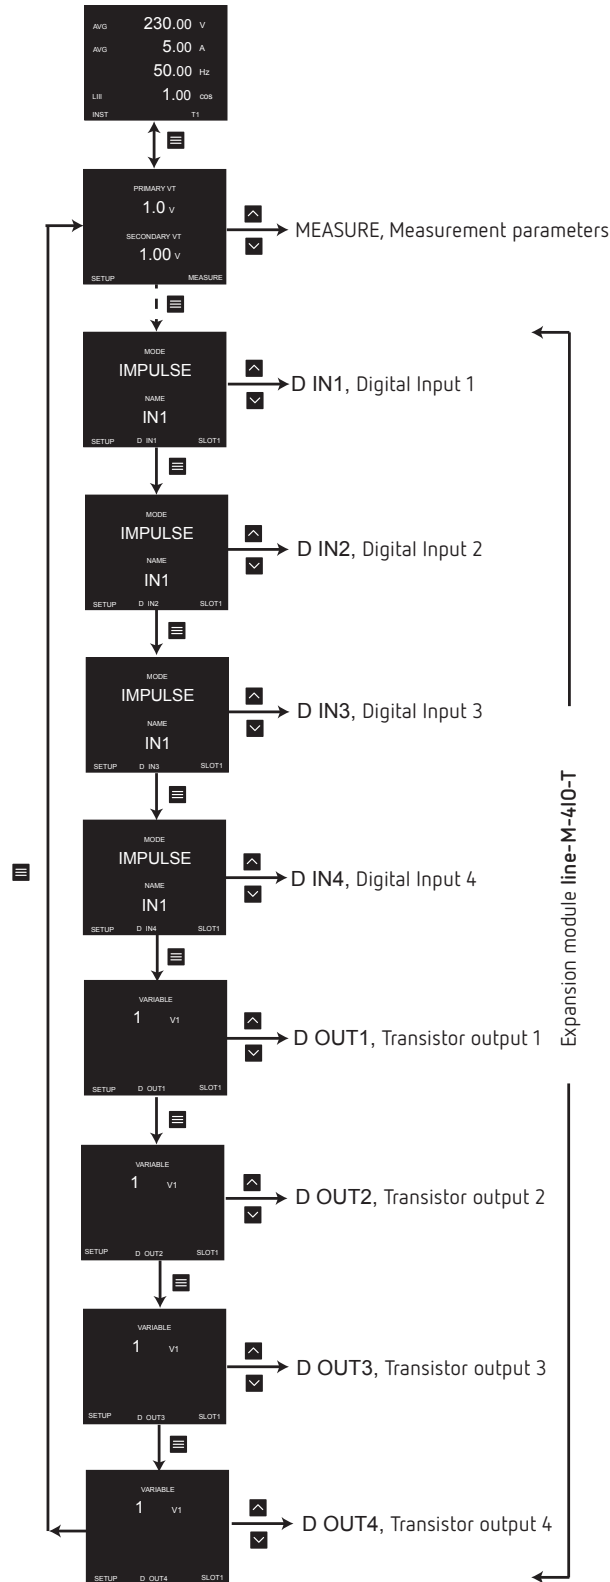 AVG 230.00 V
AVG 5.00 A
50.00 Hz
LIII 1.00 cos
INST T1
PRIMARY VT
1.0 V
SECONDARY VT
1.00 V
SETUP MEASURE
MEASURE, Measurement parameters
MODE
IMPULSE
NAME
IN1
SETUP D IN1 SLOT1
D IN1, Digital Input 1
MODE
IMPULSE
NAME
IN1
SETUP D IN2 SLOT1
D IN2, Digital Input 2
MODE
IMPULSE
NAME
IN1
SETUP D IN3 SLOT1
D IN3, Digital Input 3
MODE
IMPULSE
NAME
IN1
SETUP D IN4 SLOT1
D IN4, Digital Input 4
VARIABLE
1 V1
SETUP D OUT1 SLOT1
D OUT1, Transistor output 1
VARIABLE
1 V1
SETUP D OUT2 SLOT1
D OUT2, Transistor output 2
VARIABLE
1 V1
SETUP D OUT3 SLOT1
D OUT3, Transistor output 3
VARIABLE
1 V1
SETUP D OUT4 SLOT1
D OUT4, Transistor output 4
Expansion module line-M-4IO-T